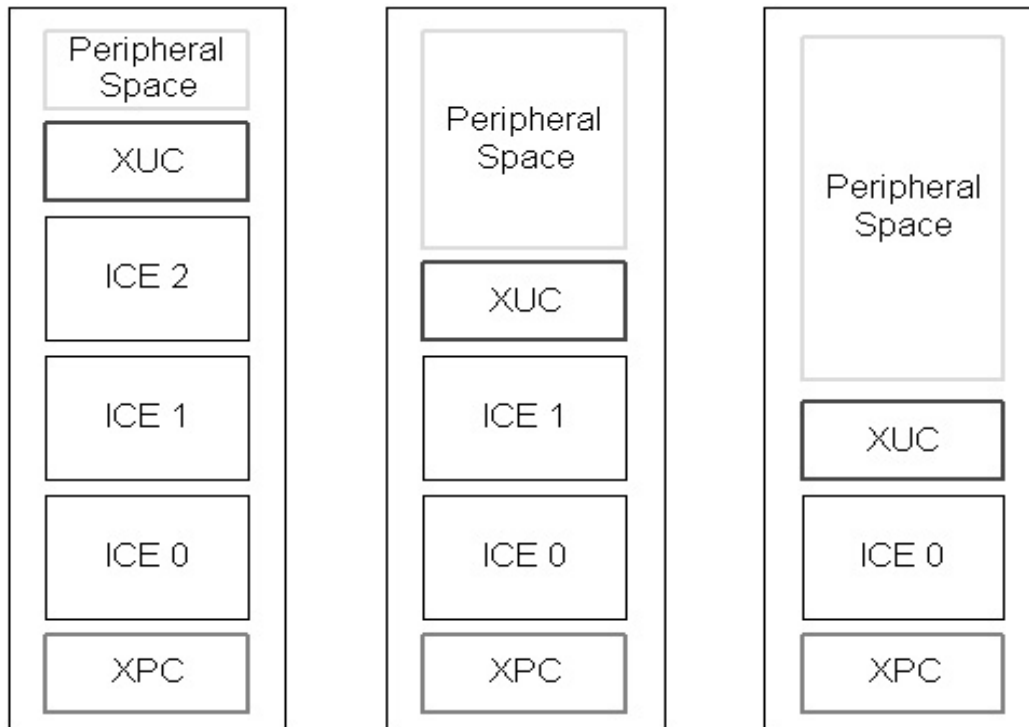 Peripheral
Space
XUC
ICE 2
ICE 1
ICE 0
XPC
Peripheral
Space
XUC
ICE 1
ICE 0
XPC
Peripheral
Space
XUC
ICE 0
XPC